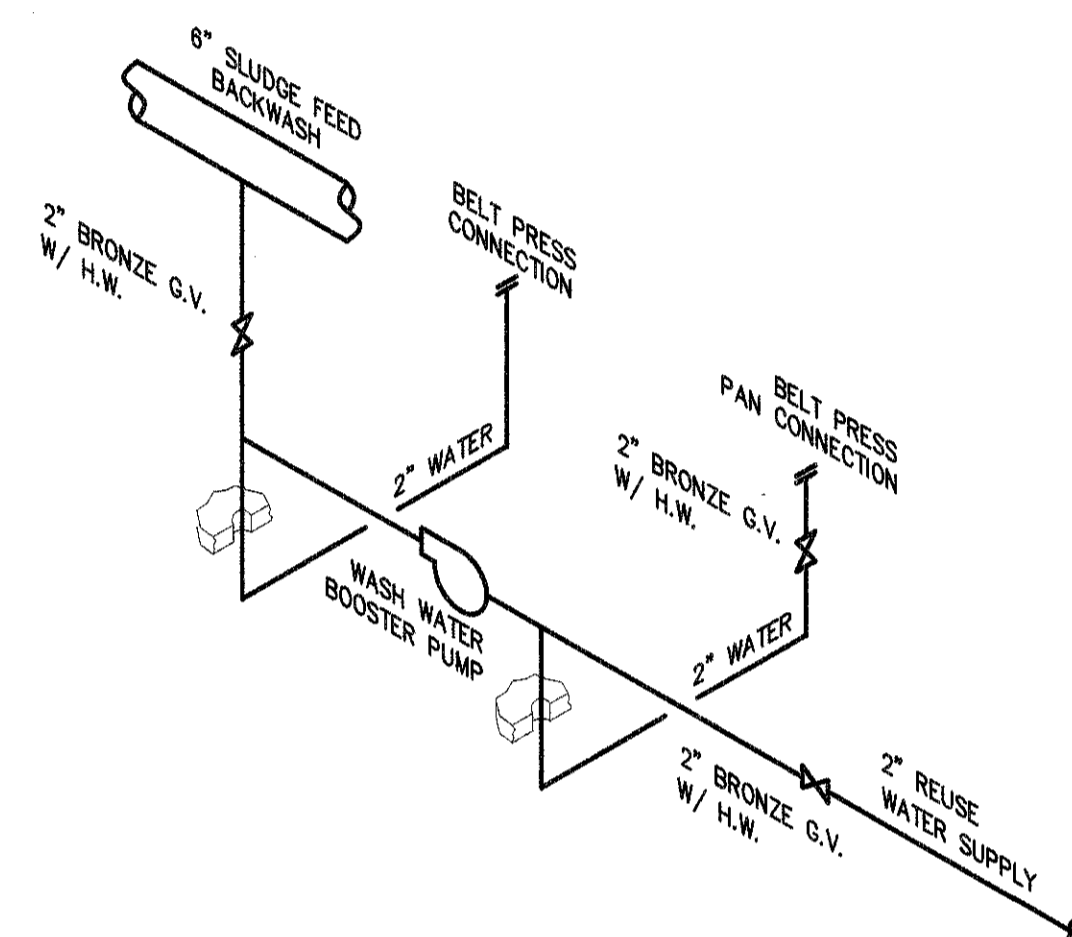 6" SLUDGE FEED
BACKWASH
2" BRONZE G.V.
W/ H.W.
BELT PRESS
CONNECTION
2" WATER
BELT PRESS
PAN CONNECTION
2" BRONZE G.V.
W/ H.W.
WASH WATER
BOOSTER PUMP
2" WATER
2" BRONZE G.V.
W/ H.W.
2" REUSE
WATER SUPPLY